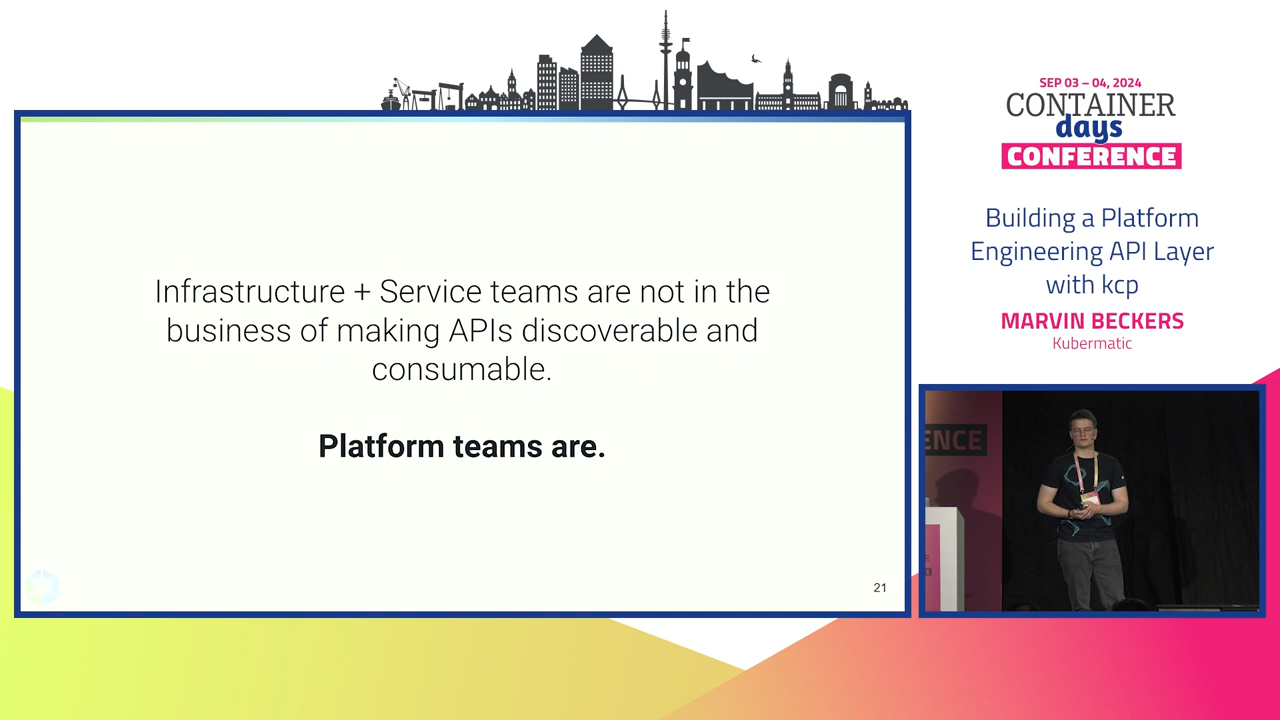 Infrastructure + Service teams are not in the
business of making APIs discoverable and
consumable.
Platform teams are.
21
SEP 03 – 04, 2024
CONTAINER
days
CONFERENCE
Building a Platform
Engineering API Layer
with kcp
MARVIN BECKERS
Kubermatic
ENCE